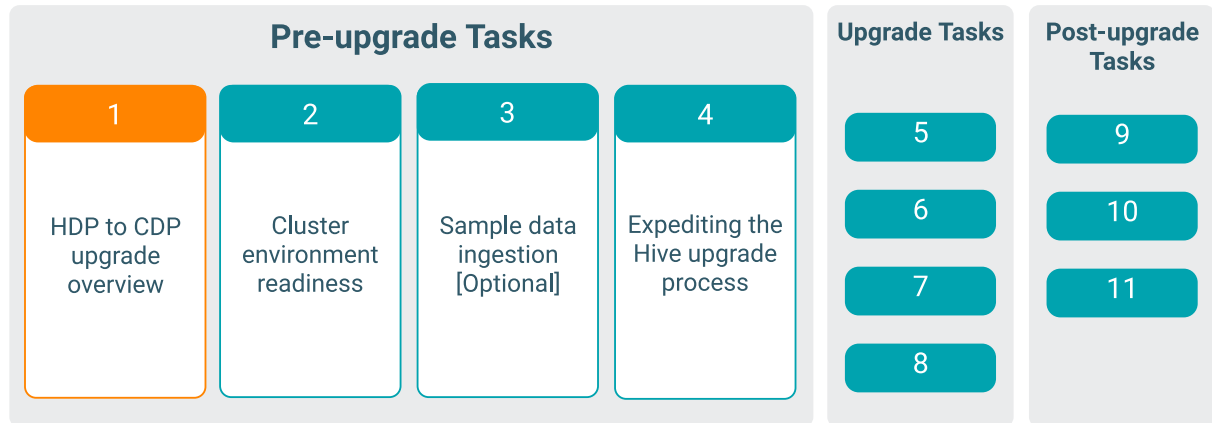 Pre-upgrade Tasks
1
HDP to CDP
upgrade
overview
2
Cluster
environment
readiness
3
Sample data
ingestion
[Optional]
4
Expediting the
Hive upgrade
process
Upgrade Tasks
5
6
7
8
Post-upgrade
Tasks
9
10
11